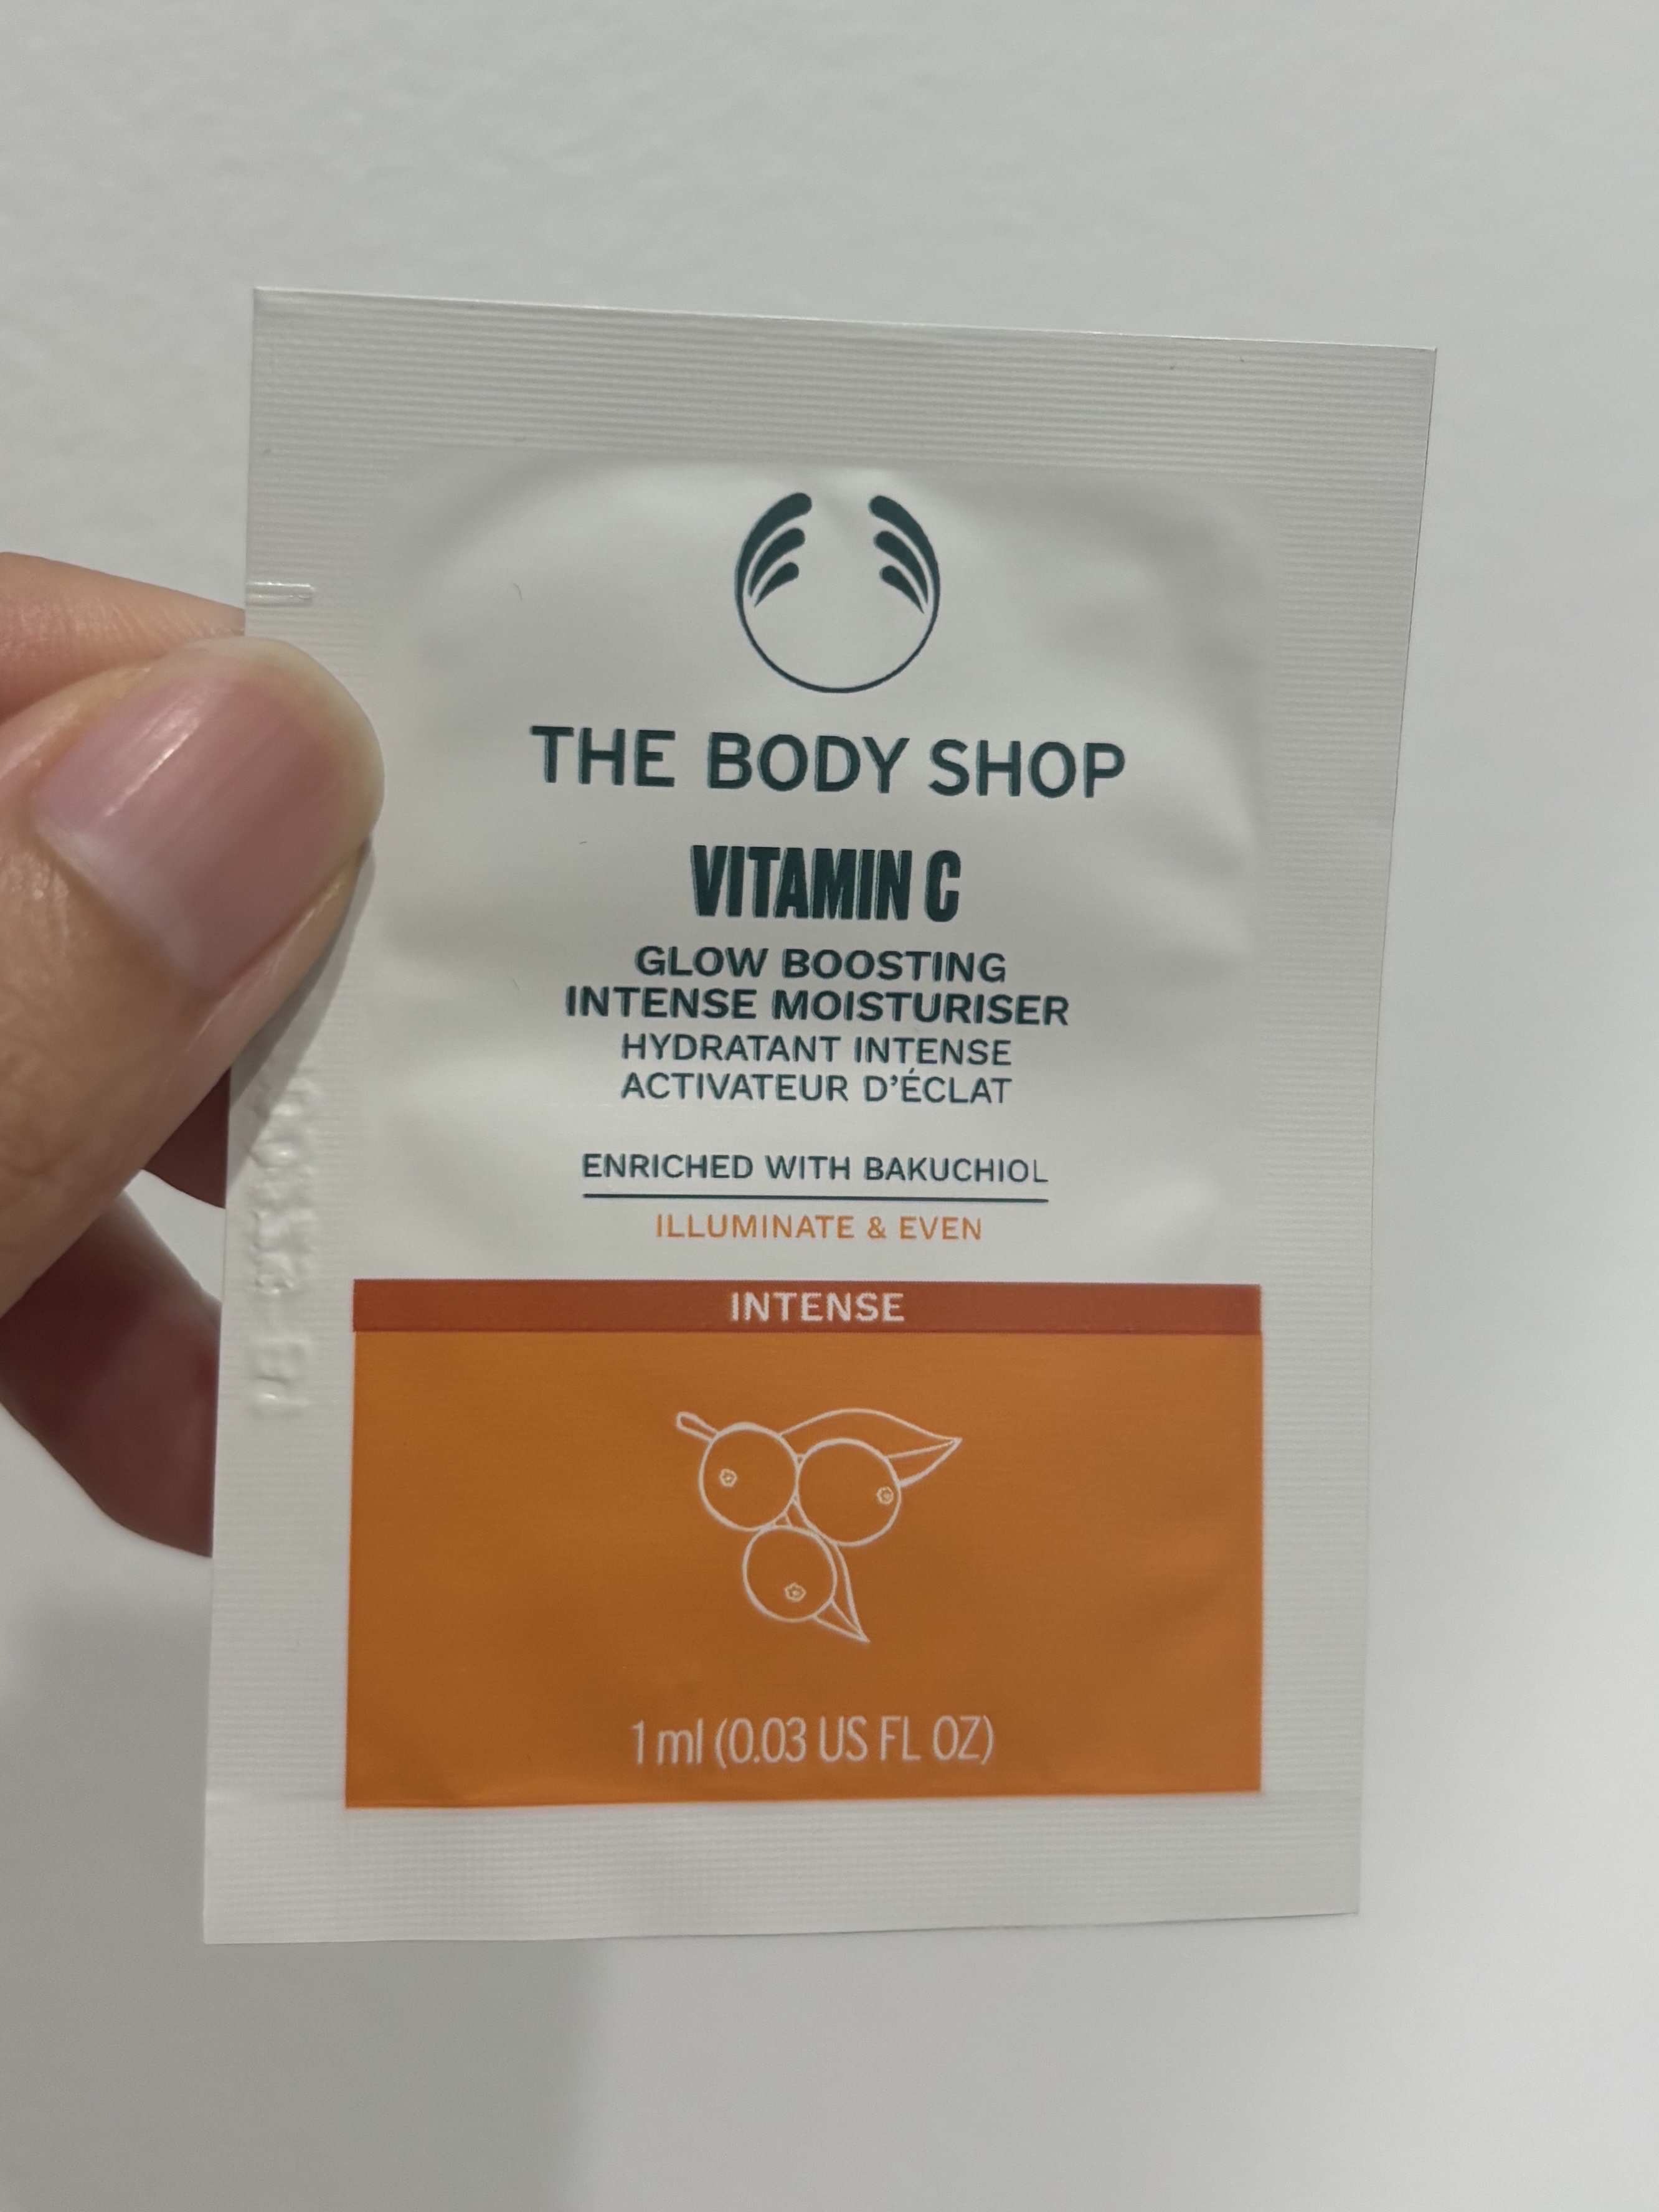 THE BODY SHOP
VITAMIN C
GLOW BOOSTING
INTENSE MOISTURISER
HYDRATANT INTENSE
ACTIVATEUR D'ÉCLAT
ENRICHED WITH BAKUCHIOL
ILLUMINATE & EVEN
INTENSE
1 ml (0.03 US FL OZ)